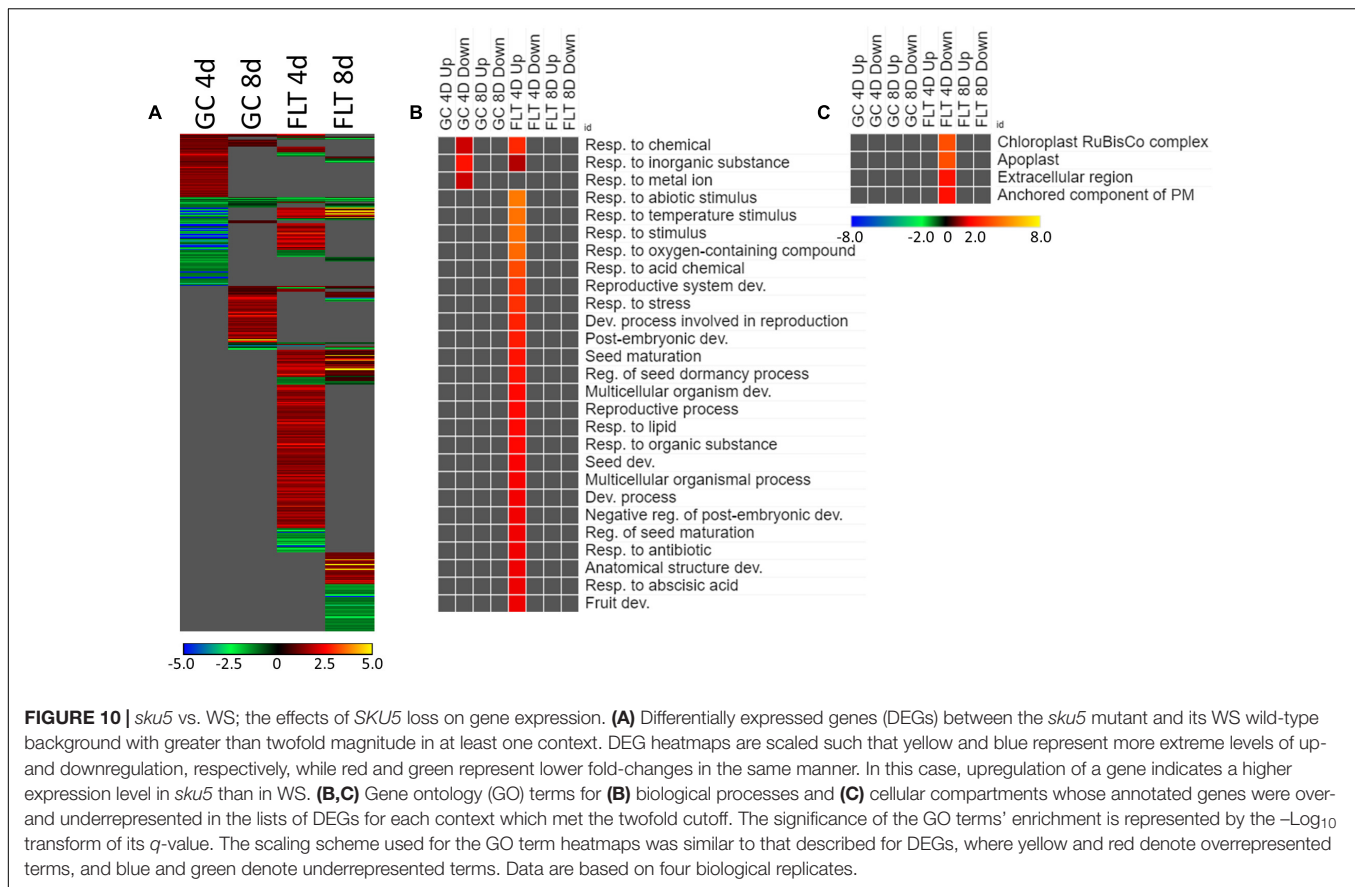 A
GC 4d
GC 8d
FLT 4d
FLT 8d
-5.0 -2.5 0 2.5 5.0
B
GC 4D Up
GC 4D Down
GC 8D Up
GC 8D Down
FLT 4D Up
FLT 4D Down
FLT 8D Up
FLT 8D Down
id
Resp. to chemical
Resp. to inorganic substance
Resp. to metal ion
Resp. to abiotic stimulus
Resp. to temperature stimulus
Resp. to stimulus
Resp. to oxygen-containing compound
Resp. to acid chemical
Reproductive system dev.
Resp. to stress
Dev. process involved in reproduction
Post-embryonic dev.
Seed maturation
Reg. of seed dormancy process
Multicellular organism dev.
Reproductive process
Resp. to lipid
Resp. to organic substance
Seed dev.
Multicellular organismal process
Dev. process
Negative reg. of post-embryonic dev.
Reg. of seed maturation
Resp. to antibiotic
Anatomical structure dev.
Resp. to abscisic acid
Fruit dev.
C
GC 4D Up
GC 4D Down
GC 8D Up
GC 8D Down
FLT 4D Up
FLT 4D Down
FLT 8D Up
FLT 8D Down
id
Chloroplast RuBisCo complex
Apoplast
Extracellular region
Anchored component of PM
-8.0 -2.0 0 2.0 8.0
FIGURE 10 | sku5 vs. WS; the effects of SKU5 loss on gene expression. (A) Differentially expressed genes (DEGs) between the sku5 mutant and its WS wild-type
background with greater than twofold magnitude in at least one context. DEG heatmaps are scaled such that yellow and blue represent more extreme levels of up-
and downregulation, respectively, while red and green represent lower fold-changes in the same manner. In this case, upregulation of a gene indicates a higher
expression level in sku5 than in WS. (B,C) Gene ontology (GO) terms for (B) biological processes and (C) cellular compartments whose annotated genes were over-
and underrepresented in the lists of DEGs for each context which met the twofold cutoff. The significance of the GO terms' enrichment is represented by the –Log10
transform of its q-value. The scaling scheme used for the GO term heatmaps was similar to that described for DEGs, where yellow and red denote overrepresented
terms, and blue and green denote underrepresented terms. Data are based on four biological replicates.